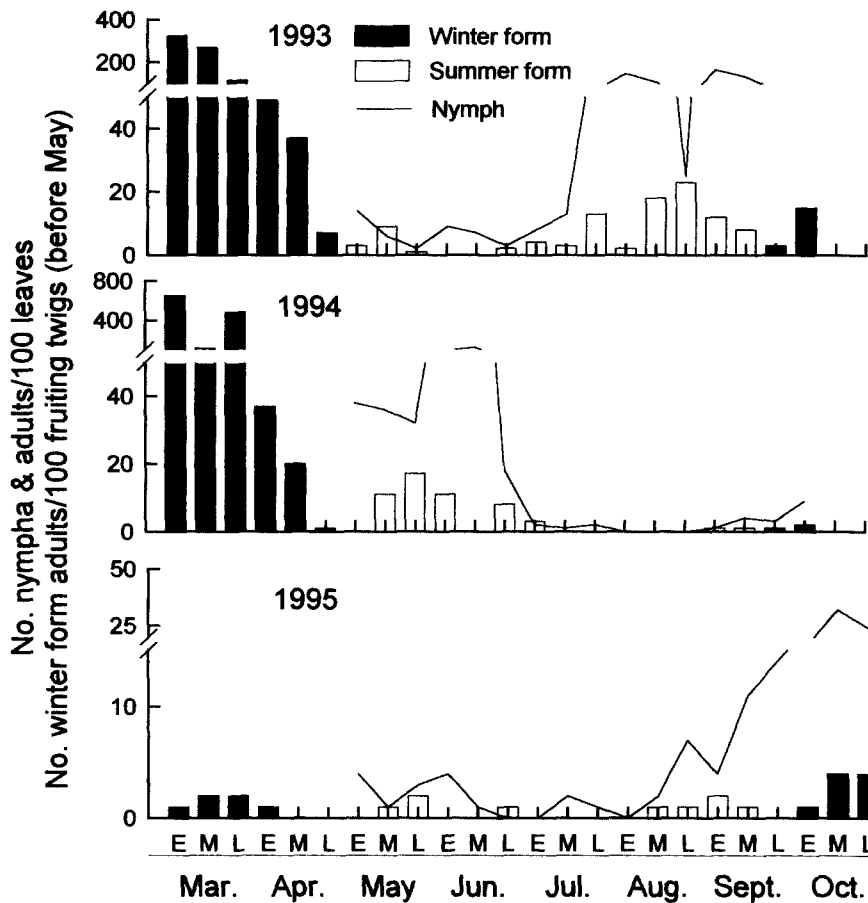 No. nympha & adults/100 leaves
No. winter form adults/100 fruiting twigs (before May)
1993
Winter form
Summer form
Nymph
400
200
40
20
0
1994
800
400
40
20
0
1995
50
25
10
0
E M L E M L E M L E M L E M L E M L E M L E M L
Mar. Apr. May Jun. Jul. Aug. Sept. Oct.